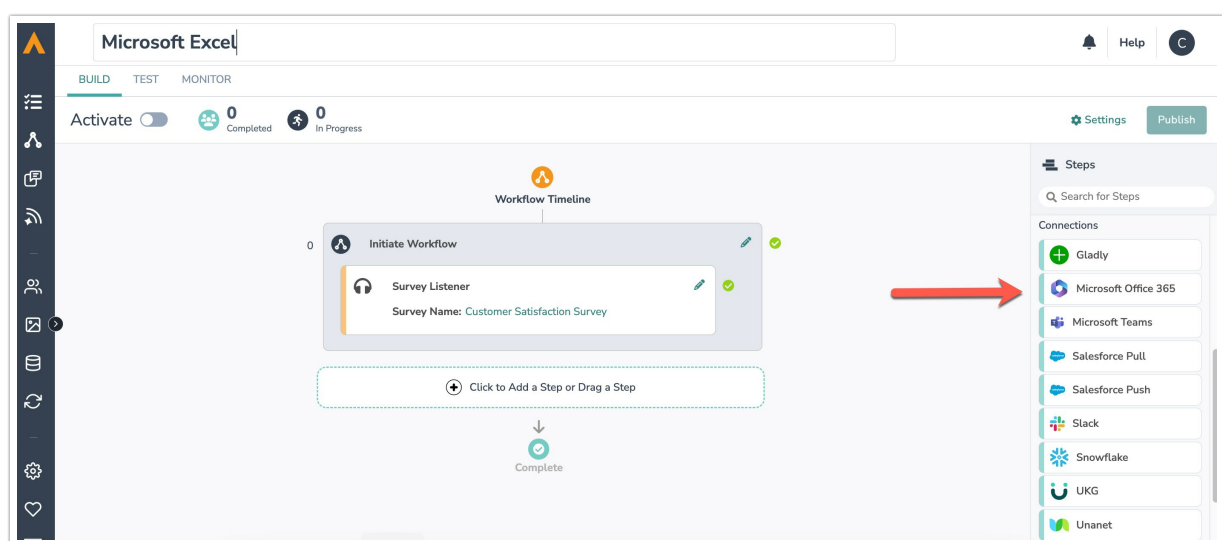 Microsoft Excel
Help
C
BUILD
TEST
MONITOR
Activate
0
Completed
0
In Progress
Settings
Publish
Workflow Timeline
0
Initiate Workflow
Survey Listener
Survey Name: Customer Satisfaction Survey
Click to Add a Step or Drag a Step
Complete
Steps
Search for Steps
Connections
Gladly
Microsoft Office 365
Microsoft Teams
Salesforce Pull
Salesforce Push
Slack
Snowflake
UKG
Unanet